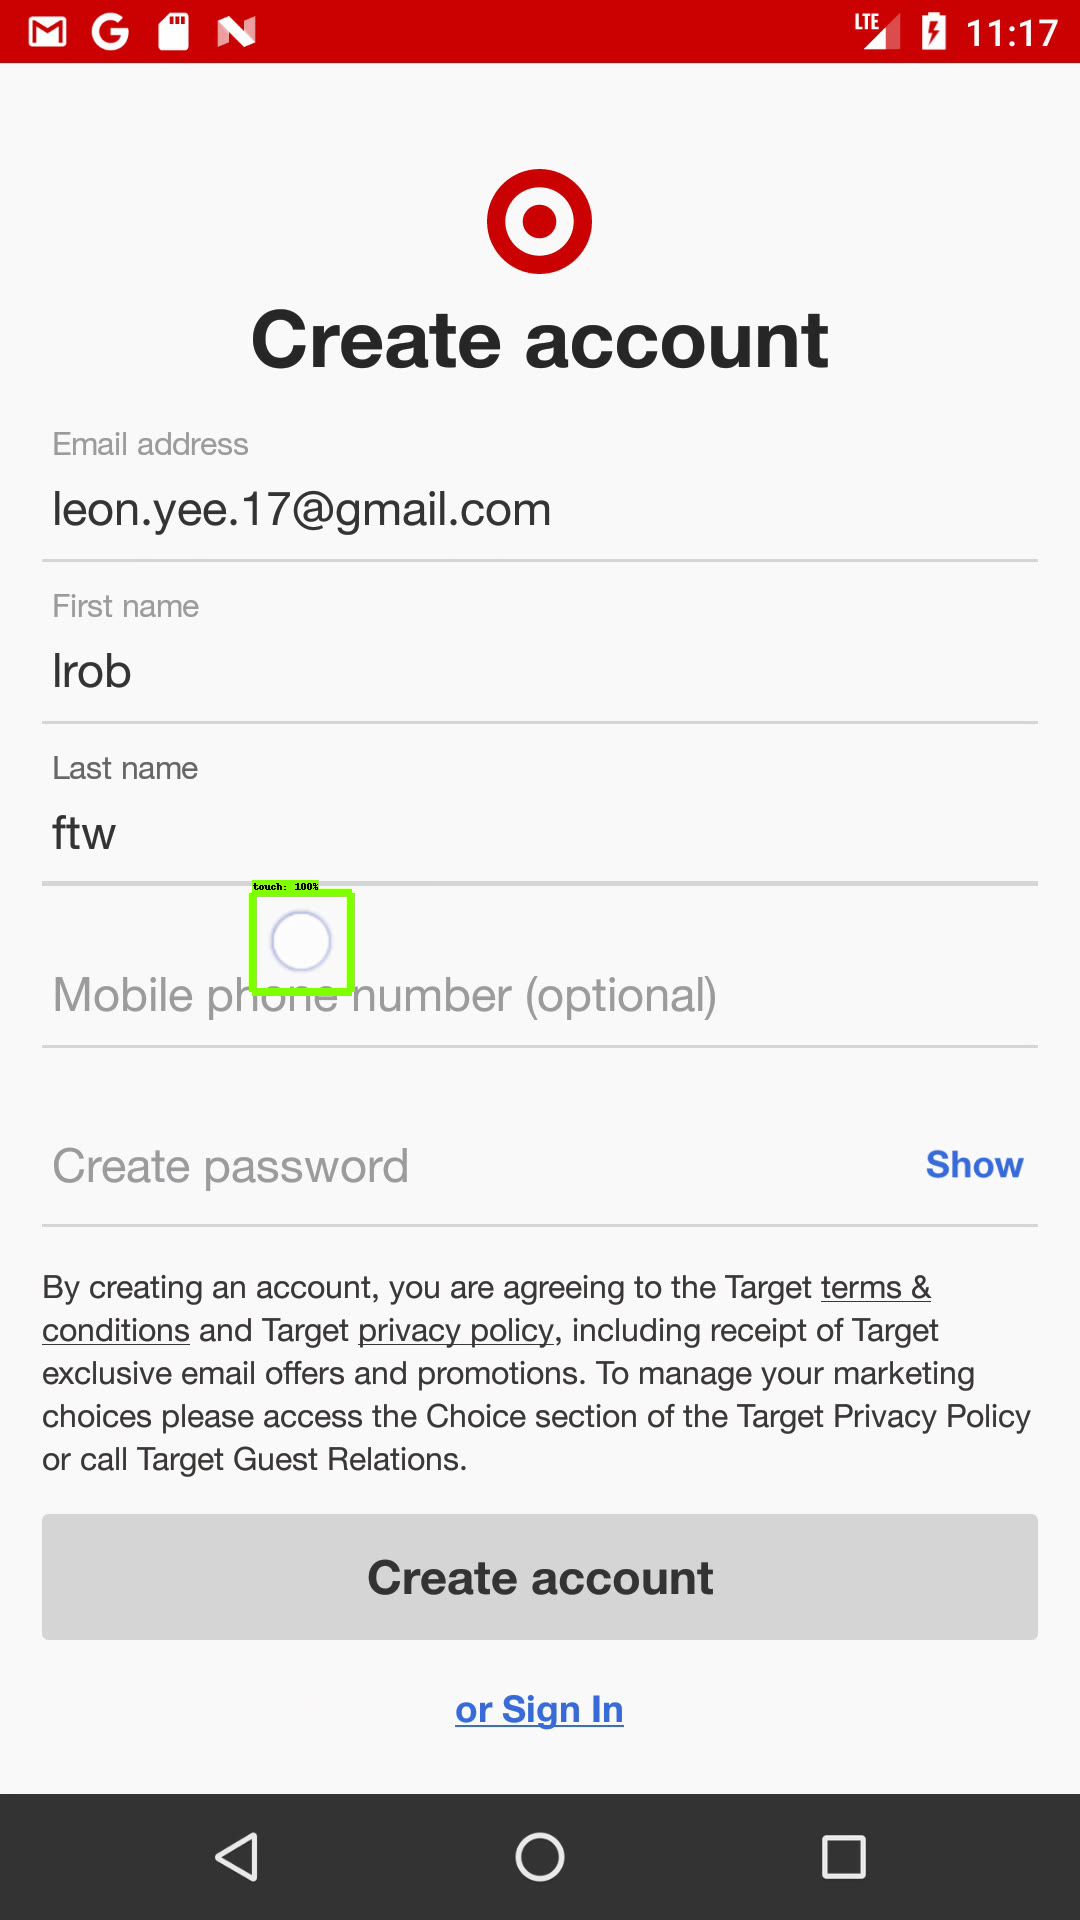 LTE 11:17
Create account
Email address
leon.yee.17@gmail.com
First name
lrob
Last name
ftw
touch: 100%
Mobile phone number (optional)
Create password Show
By creating an account, you are agreeing to the Target terms &
conditions and Target privacy policy, including receipt of Target
exclusive email offers and promotions. To manage your marketing
choices please access the Choice section of the Target Privacy Policy
or call Target Guest Relations.
Create account
or Sign In